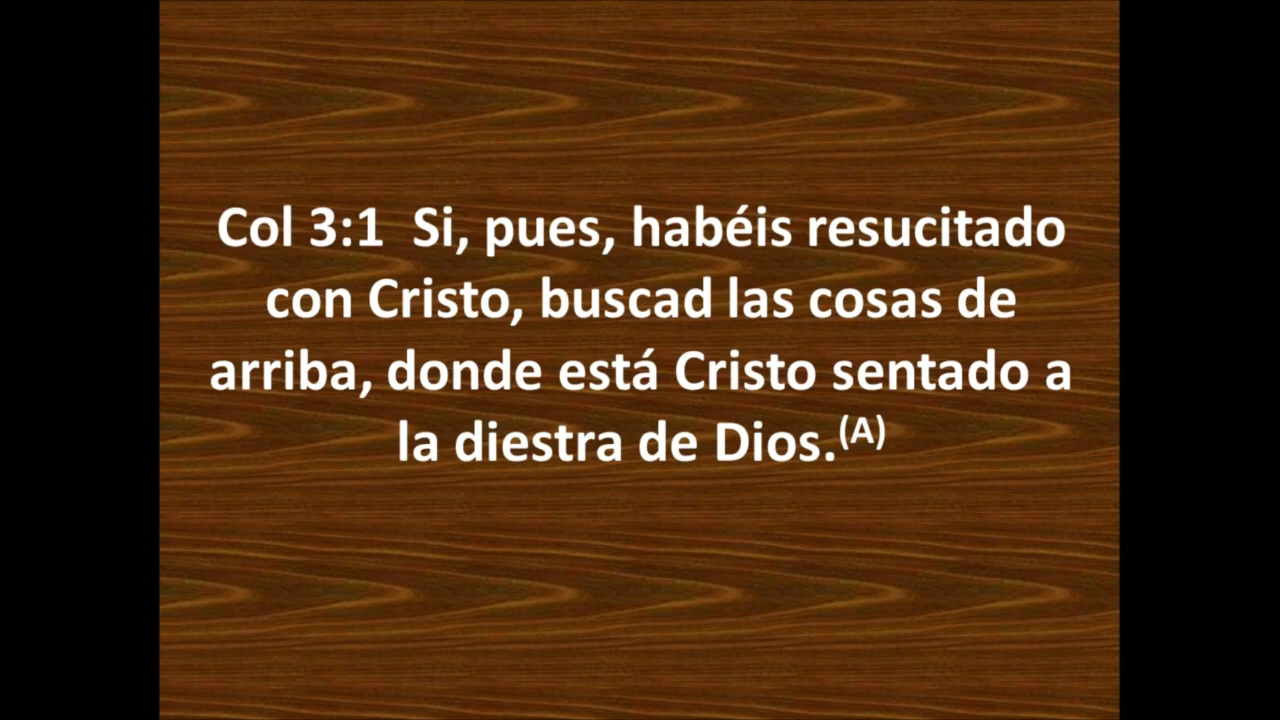 Col 3:1  Si, pues, habéis resucitado
con Cristo, buscad las cosas de
arriba, donde está Cristo sentado a
la diestra de Dios.(A)